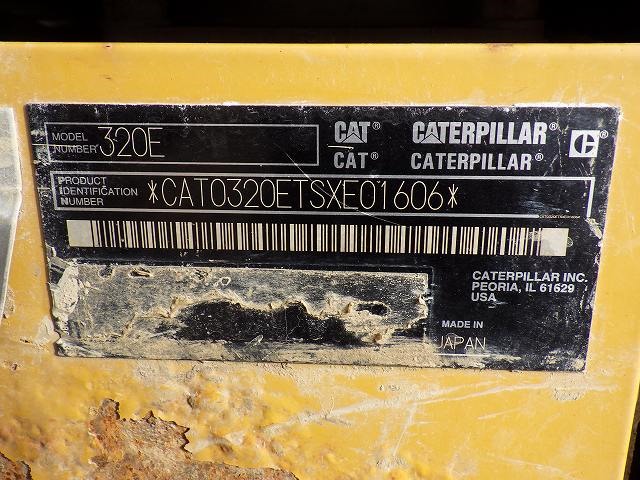 MODEL
NUMBER 320E
CAT® CATERPILLAR® C
CAT® CATERPILLAR®
PRODUCT
IDENTIFICATION
NUMBER *CAT0320ETSXE01606*
CATERPILLAR INC.
PEORIA, IL 61629
USA
MADE IN
JAPAN